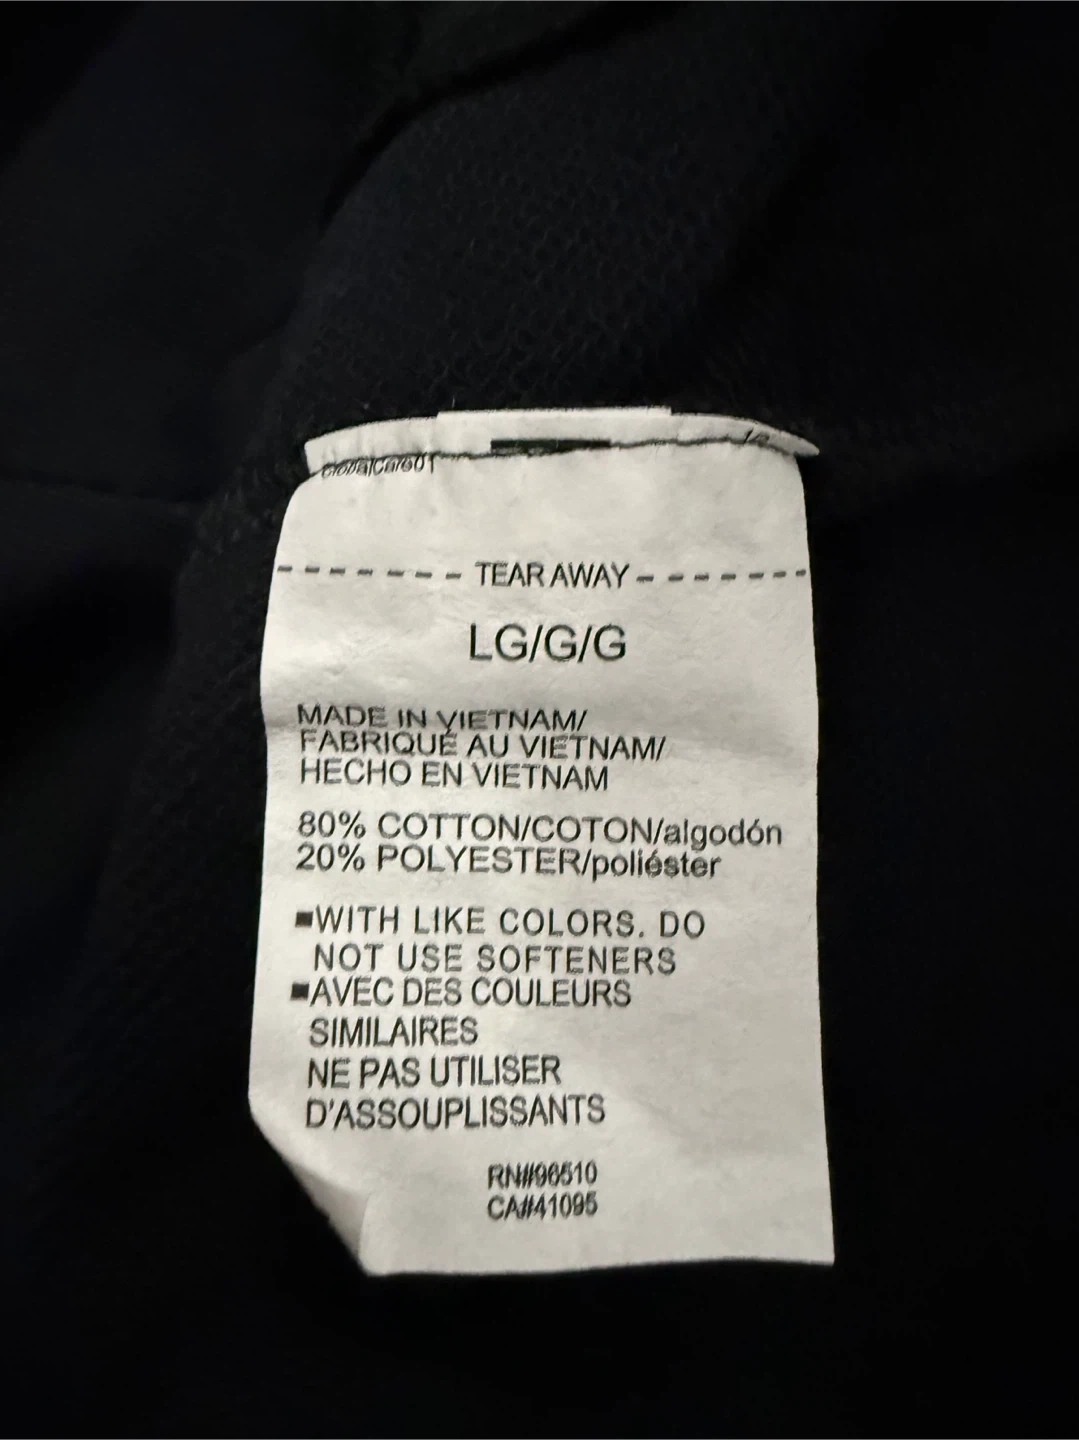 GlobalCare01
TEAR AWAY
LG/G/G
MADE IN VIETNAM/
FABRIQUÉ AU VIETNAM/
HECHO EN VIETNAM
80% COTTON/COTON/algodón
20% POLYESTER/poliéster
■WITH LIKE COLORS. DO
NOT USE SOFTENERS
■AVEC DES COULEURS
SIMILAIRES
NE PAS UTILISER
D'ASSOUPLISSANTS
RN#96510
CA#41095